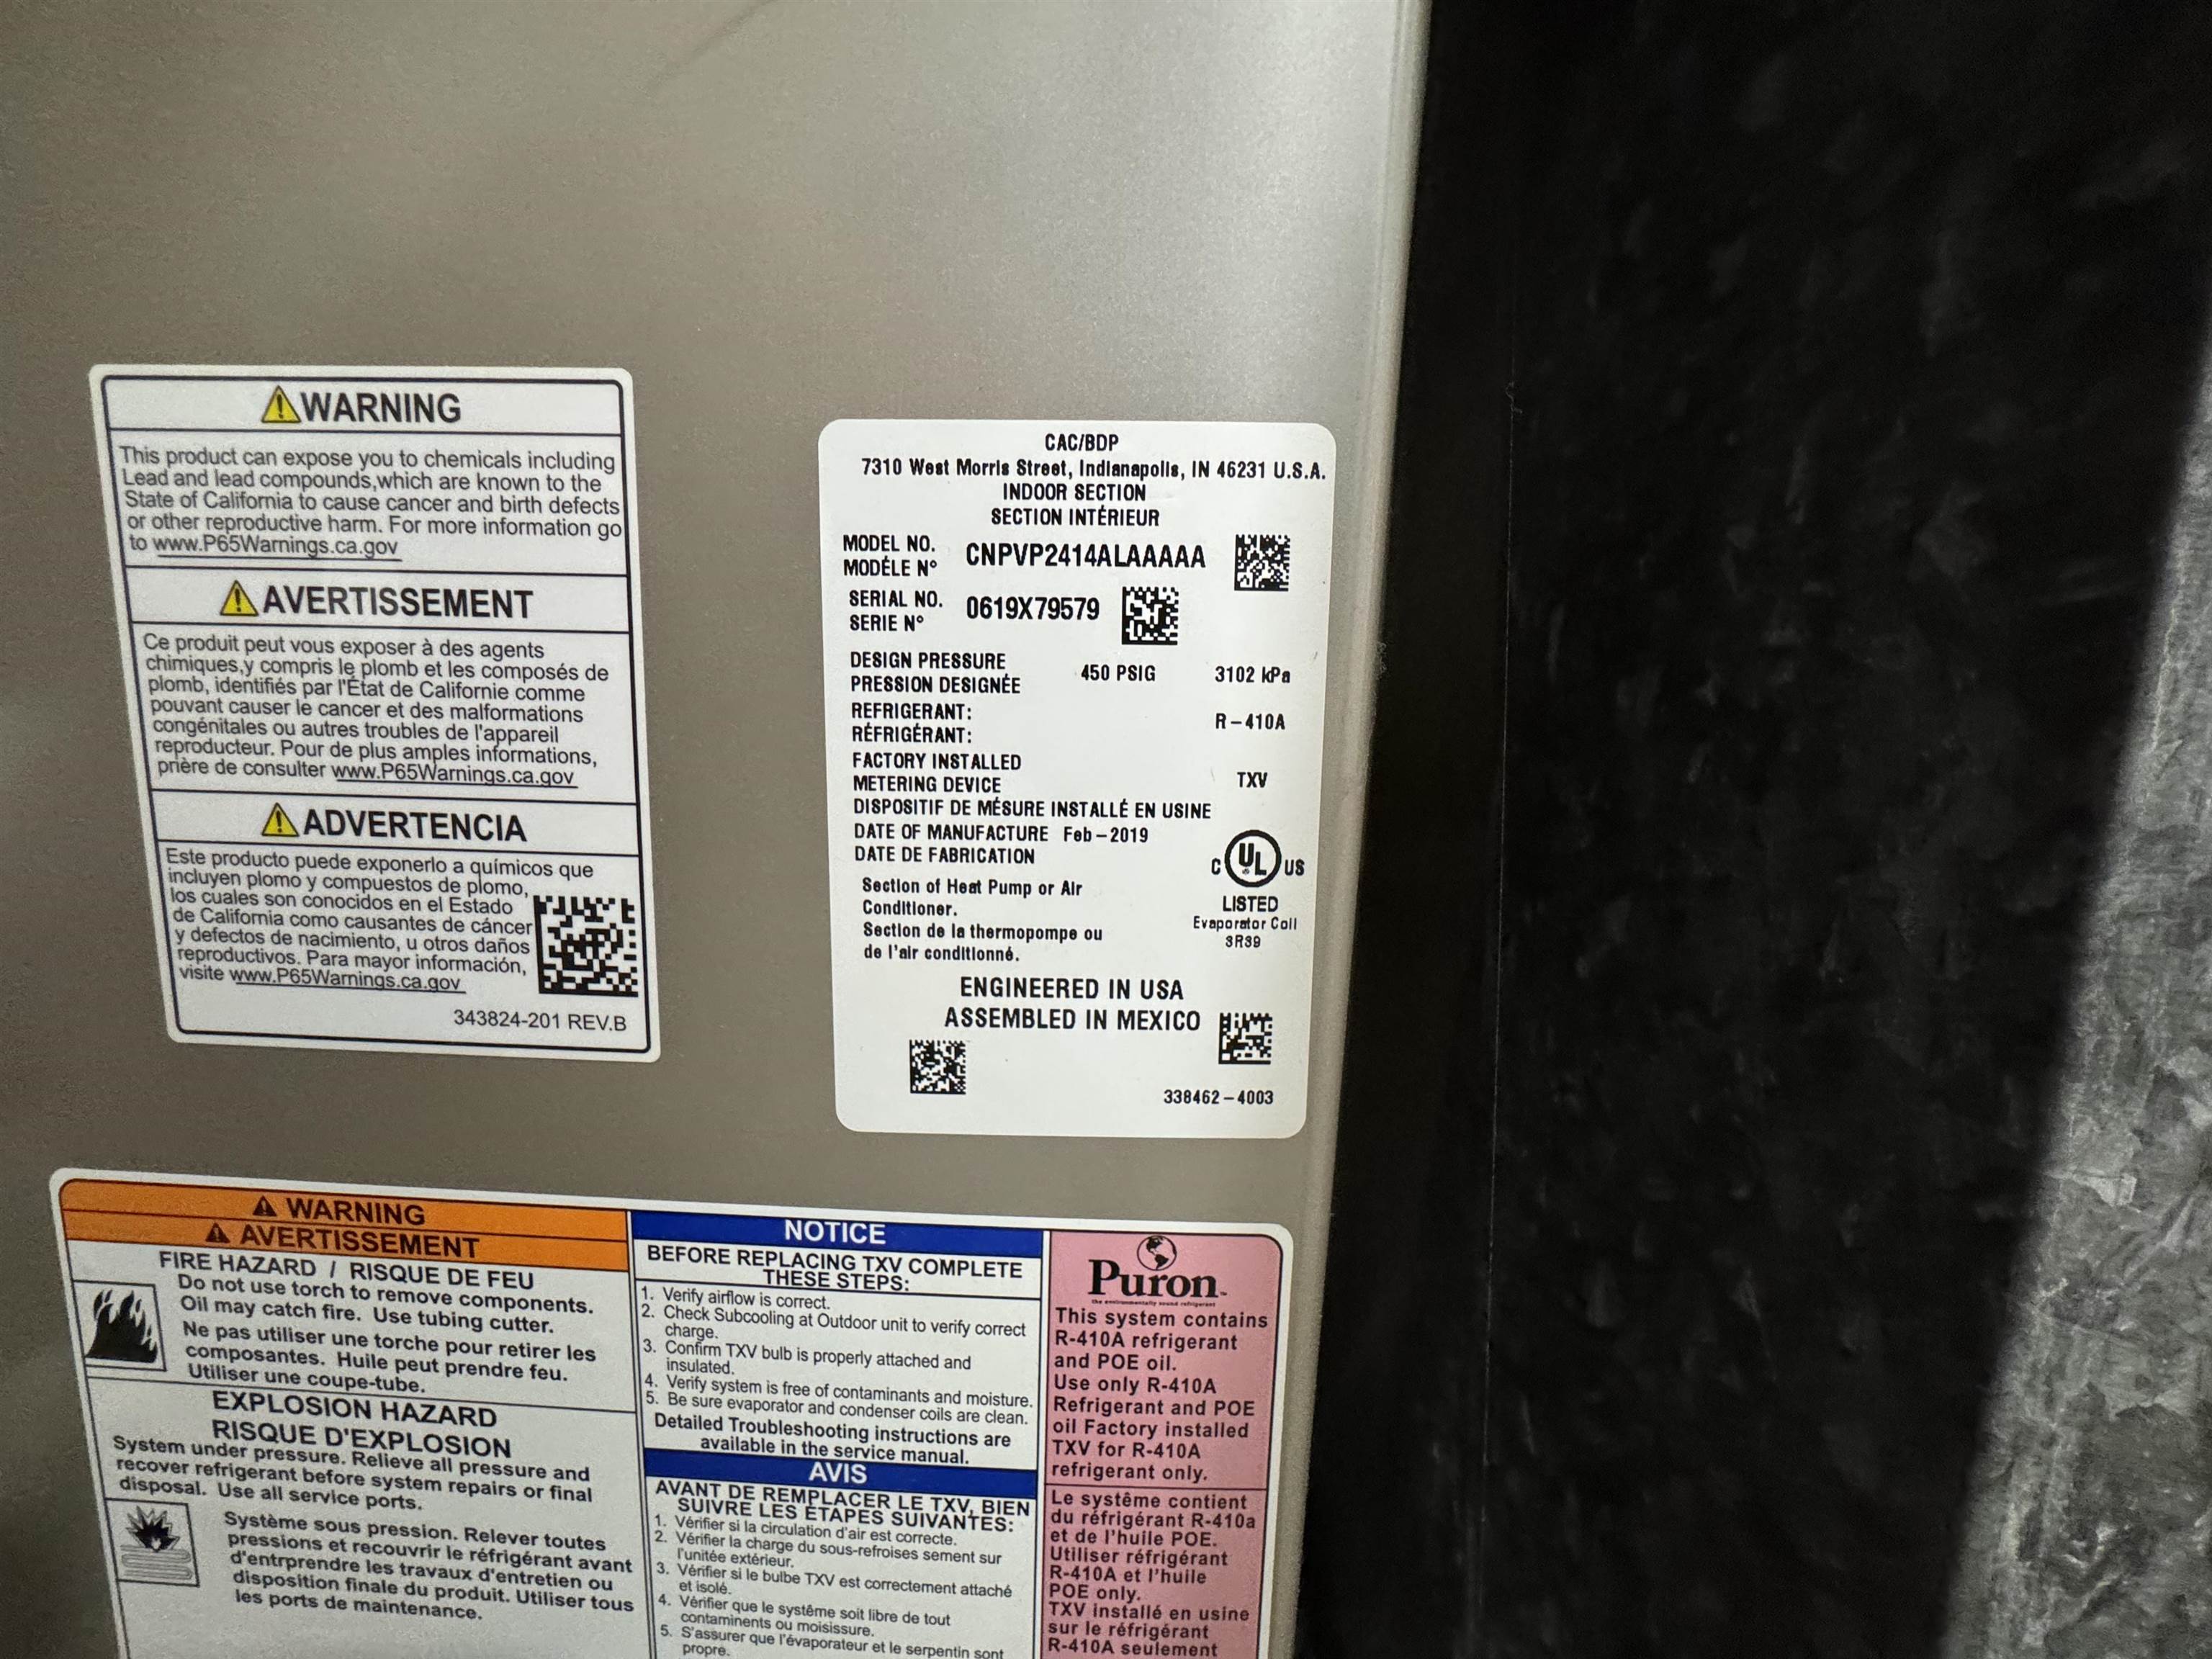 WARNING
This product can expose you to chemicals including
Lead and lead compounds,which are known to the
State of California to cause cancer and birth defects
or other reproductive harm. For more information go
to www.P65Warnings.ca.gov
AVERTISSEMENT
Ce produit peut vous exposer à des agents
chimiques,y compris le plomb et les composés de
plomb, identifiés par l'État de Californie comme
pouvant causer le cancer et des malformations
congénitales ou autres troubles de l'appareil
reproducteur. Pour de plus amples informations,
prière de consulter www.P65Warnings.ca.gov
ADVERTENCIA
Este producto puede exponerlo a químicos que
incluyen plomo y compuestos de plomo,
los cuales son conocidos en el Estado
de California como causantes de cáncer
y defectos de nacimiento, u otros daños
reproductivos. Para mayor información,
visite www.P65Warnings.ca.gov
343824-201 REV.B
CAC/BDP
7310 West Morris Street, Indianapolis, IN 46231 U.S.A.
INDOOR SECTION
SECTION INTÉRIEUR
MODEL NO.
MODÉLE Nº
CNPVP2414ALAAAAA
SERIAL NO.
SERIE Nº
0619X79579
DESIGN PRESSURE
PRESSION DESIGNÉE
450 PSIG 3102 kPa
REFRIGERANT:
RÉFRIGÉRANT:
R-410A
FACTORY INSTALLED
METERING DEVICE
TXV
DISPOSITIF DE MÉSURE INSTALLÉ EN USINE
DATE OF MANUFACTURE Feb-2019
DATE DE FABRICATION
Section of Heat Pump or Air
Conditioner.
Section de la thermopompe ou
de l'air conditionné.
C UL US
LISTED
Evaporator Coil
3R39
ENGINEERED IN USA
ASSEMBLED IN MEXICO
338462-4003
WARNING
AVERTISSEMENT
FIRE HAZARD / RISQUE DE FEU
Do not use torch to remove components.
Oil may catch fire. Use tubing cutter.
Ne pas utiliser une torche pour retirer les
composantes. Huile peut prendre feu.
Utiliser une coupe-tube.
EXPLOSION HAZARD
RISQUE D'EXPLOSION
System under pressure. Relieve all pressure and
recover refrigerant before system repairs or final
disposal. Use all service ports.
Système sous pression. Relever toutes
pressions et recouvrir le réfrigérant avant
d'entrprendre les travaux d'entretien ou
disposition finale du produit. Utiliser tous
les ports de maintenance.
NOTICE
BEFORE REPLACING TXV COMPLETE
THESE STEPS:
1. Verify airflow is correct.
2. Check Subcooling at Outdoor unit to verify correct
charge.
3. Confirm TXV bulb is properly attached and
insulated.
4. Verify system is free of contaminants and moisture.
5. Be sure evaporator and condenser coils are clean.
Detailed Troubleshooting instructions are
available in the service manual.
AVIS
AVANT DE REMPLACER LE TXV, BIEN
SUIVRE LES ÉTAPES SUIVANTES:
1. Vérifier si la circulation d'air est correcte.
2. Vérifier la charge du sous-refroises sement sur
l'unitée extérieur.
3. Vérifier si le bulbe TXV est correctement attaché
et isolé.
4. Vérifier que le système soit libre de tout
contaminents ou moisissure.
5. S'assurer que l'évaporateur et le serpentin sont
propre.
Puron
the environmentally sound refrigerant
This system contains
R-410A refrigerant
and POE oil.
Use only R-410A
Refrigerant and POE
oil Factory installed
TXV for R-410A
refrigerant only.
Le système contient
du réfrigérant R-410a
et de l'huile POE.
Utiliser réfrigérant
R-410A et l'huile
POE only.
TXV installé en usine
sur le réfrigérant
R-410A seulement